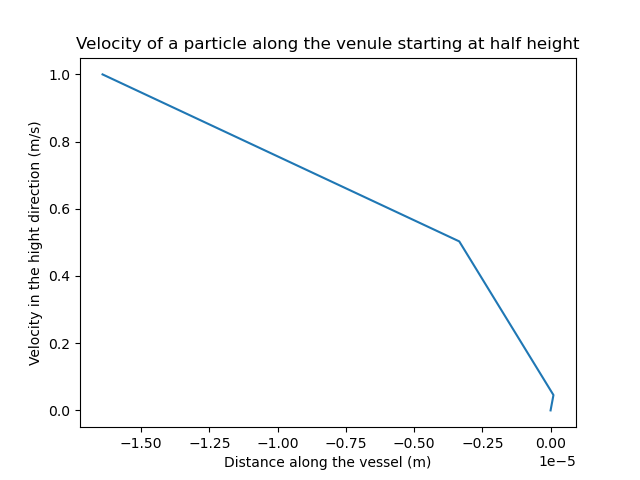 Velocity of a particle along the venule starting at half height
1.0
0.8
0.6
0.4
0.2
0.0
Velocity in the hight direction (m/s)
−1.50 −1.25 −1.00 −0.75 −0.50 −0.25 0.00
1e−5
Distance along the vessel (m)